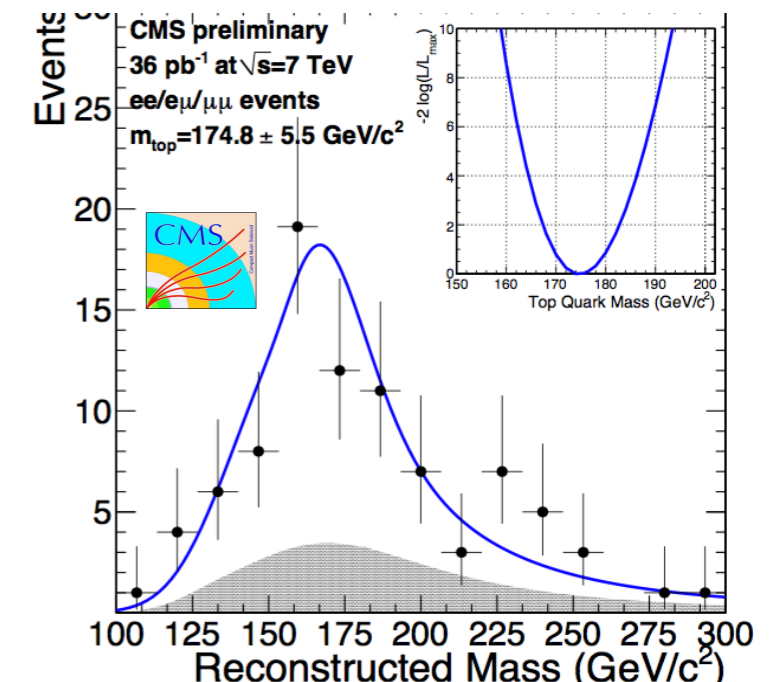 Events
CMS preliminary
36 pb⁻¹ at √s=7 TeV
ee/eμ/μμ events
m_top=174.8 ± 5.5 GeV/c²
CMS
25
20
15
10
5
100 125 150 175 200 225 250 275 300
Reconstructed Mass (GeV/c²)
-2 log(L/L_max)
10
8
6
4
2
0
150 160 170 180 190 200
Top Quark Mass (GeV/c²)